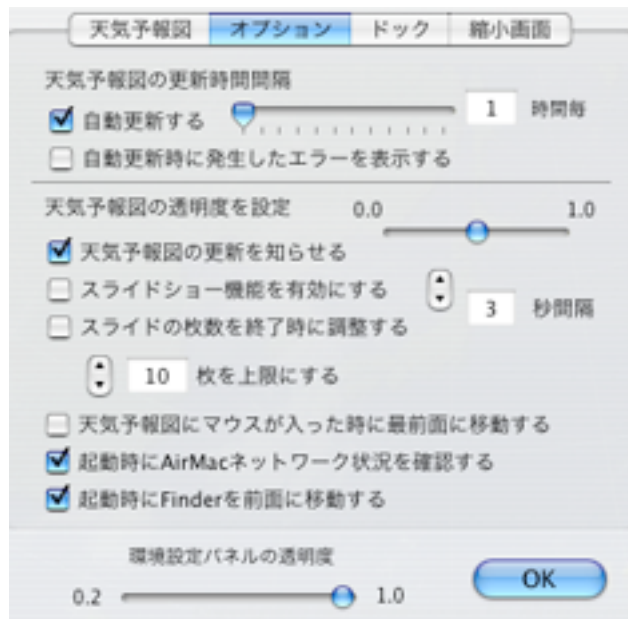 天気予報図 オプション ドック 縮小画面
天気予報図の更新時間間隔
自動更新する 1 時間毎
自動更新時に発生したエラーを表示する
天気予報図の透明度を設定 0.0 1.0
天気予報図の更新を知らせる
スライドショー機能を有効にする
3 秒間隔
スライドの枚数を終了時に調整する
10 枚を上限にする
天気予報図にマウスが入った時に最前面に移動する
起動時にAirMacネットワーク状況を確認する
起動時にFinderを前面に移動する
環境設定パネルの透明度
0.2 1.0
OK